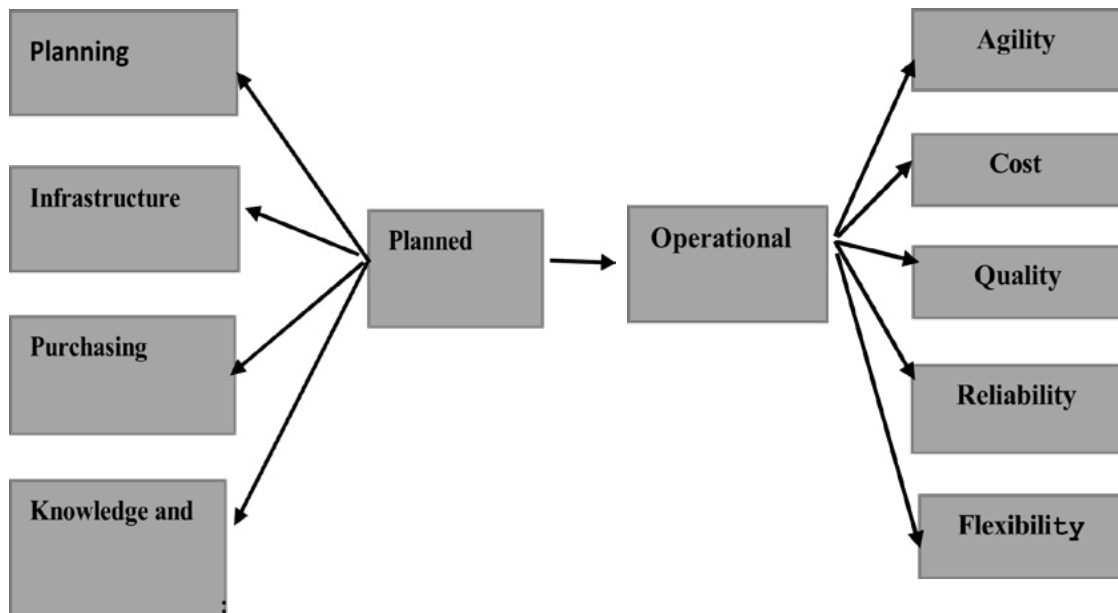 Planning
Infrastructure
Purchasing
Knowledge and
:
Planned
Operational
Agility
Cost
Quality
Reliability
Flexibility